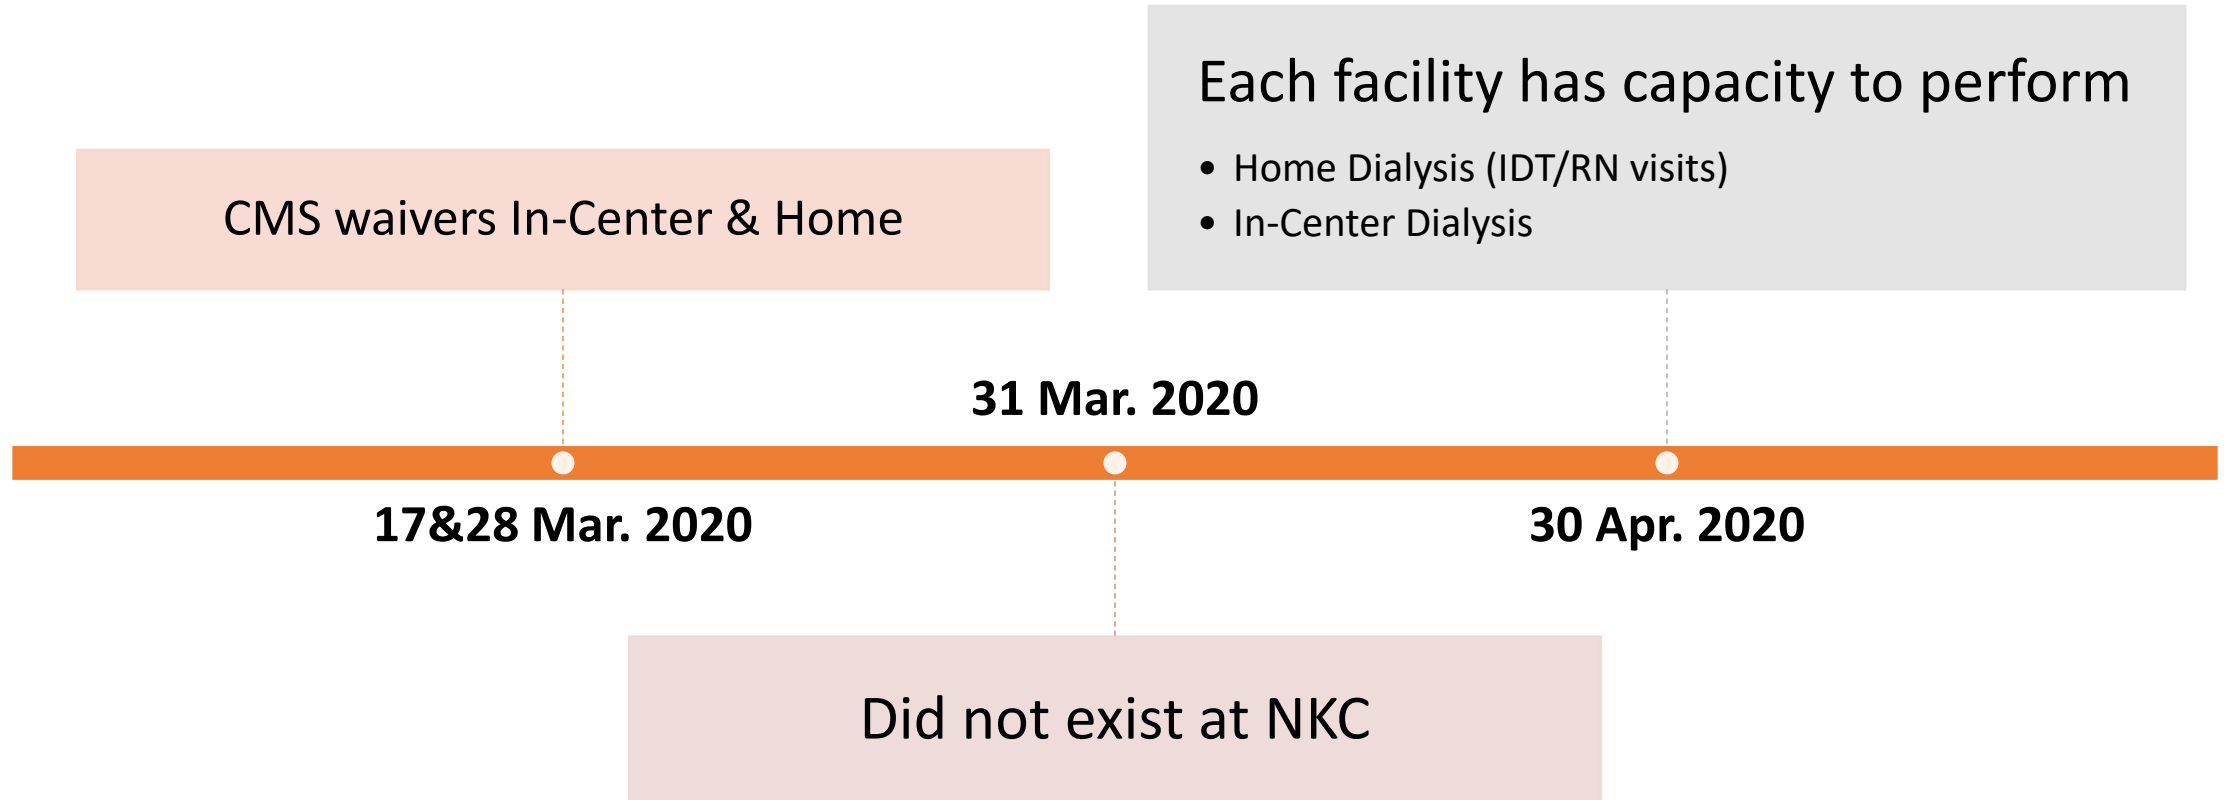 Each facility has capacity to perform
• Home Dialysis (IDT/RN visits)
• In-Center Dialysis
CMS waivers In-Center & Home
31 Mar. 2020
17&28 Mar. 2020
30 Apr. 2020
Did not exist at NKC